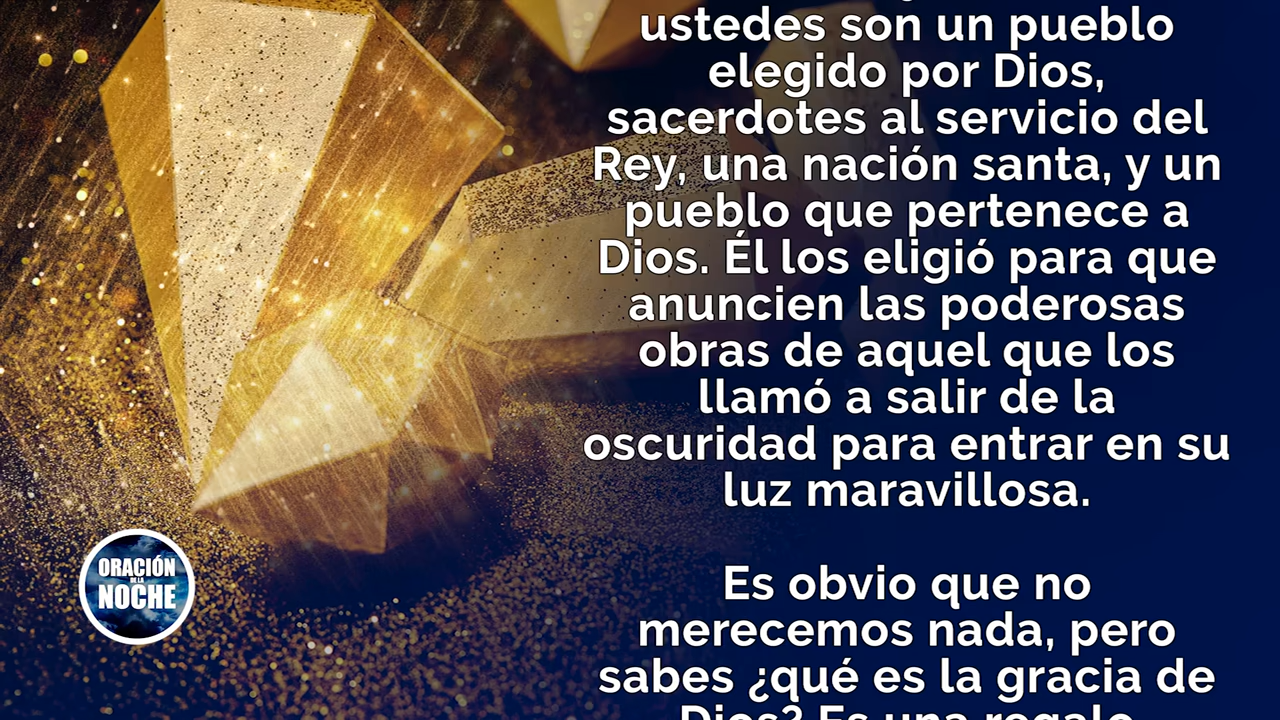 ustedes son un pueblo
elegido por Dios,
sacerdotes al servicio del
Rey, una nación santa, y un
pueblo que pertenece a
Dios. Él los eligió para que
anuncien las poderosas
obras de aquel que los
llamó a salir de la
oscuridad para entrar en su
luz maravillosa.
Es obvio que no
merecemos nada, pero
sabes ¿qué es la gracia de
Dios? Es una regalo
ORACIÓN
DE LA
NOCHE